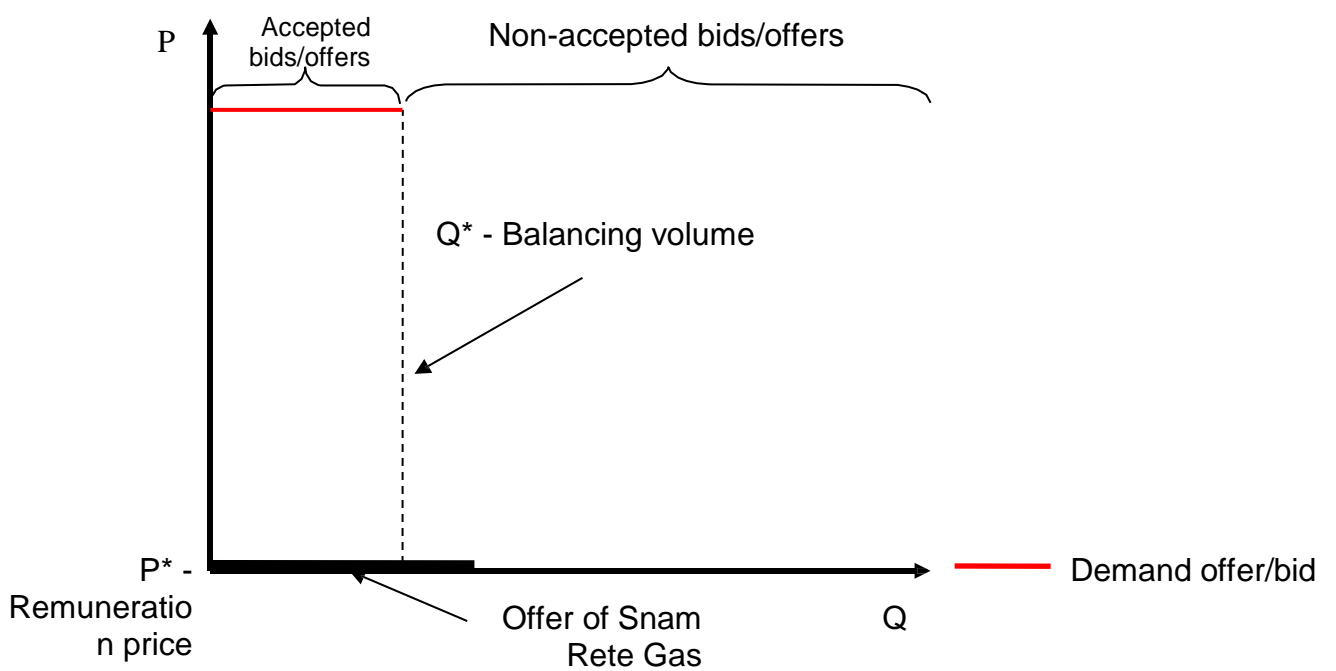 P
Accepted
bids/offers
Non-accepted bids/offers
Q* - Balancing volume
P* -
Remuneratio
n price
Offer of Snam
Rete Gas
Q
Demand offer/bid